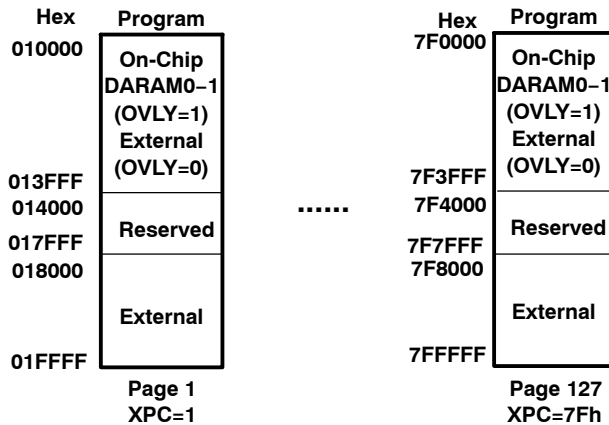 Hex
Program
010000
On-Chip
DARAM0−1
(OVLY=1)
External
(OVLY=0)
013FFF
014000
Reserved
017FFF
018000
External
01FFFF
Page 1
XPC=1
......
Hex
Program
7F0000
On-Chip
DARAM0−1
(OVLY=1)
External
(OVLY=0)
7F3FFF
7F4000
Reserved
7F7FFF
7F8000
External
7FFFFF
Page 127
XPC=7Fh